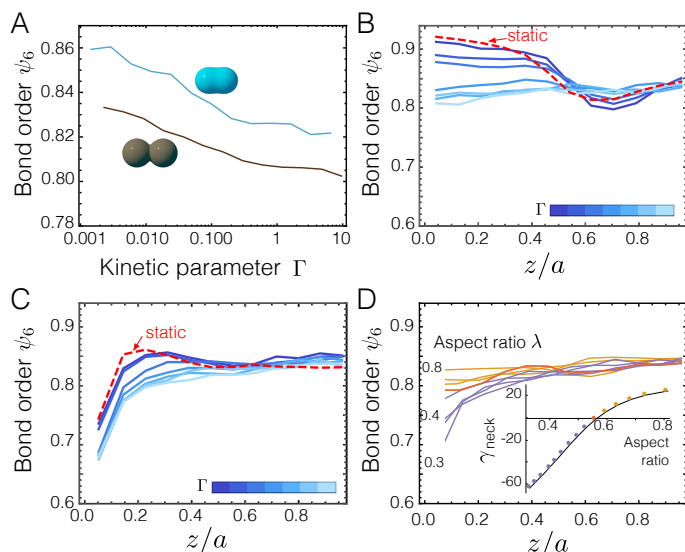 A
Bond order ψ6
0.86
0.84
0.82
0.80
0.78
0.001
0.010
0.100
1
10
Kinetic parameter Γ
B
Bond order ψ6
0.9
0.8
0.7
0.6
static
Γ
0
0.2
0.4
0.6
0.8
z/a
C
Bond order ψ6
0.9
0.8
0.7
0.6
static
Γ
0
0.2
0.4
0.6
0.8
z/a
D
Bond order ψ6
0.9
0.8
0.7
0.6
Aspect ratio λ
0.8
0.4
0.3
γneck
20
-20
-60
0.4
0.6
0.8
Aspect
ratio
0
0.2
0.4
0.6
0.8
z/a